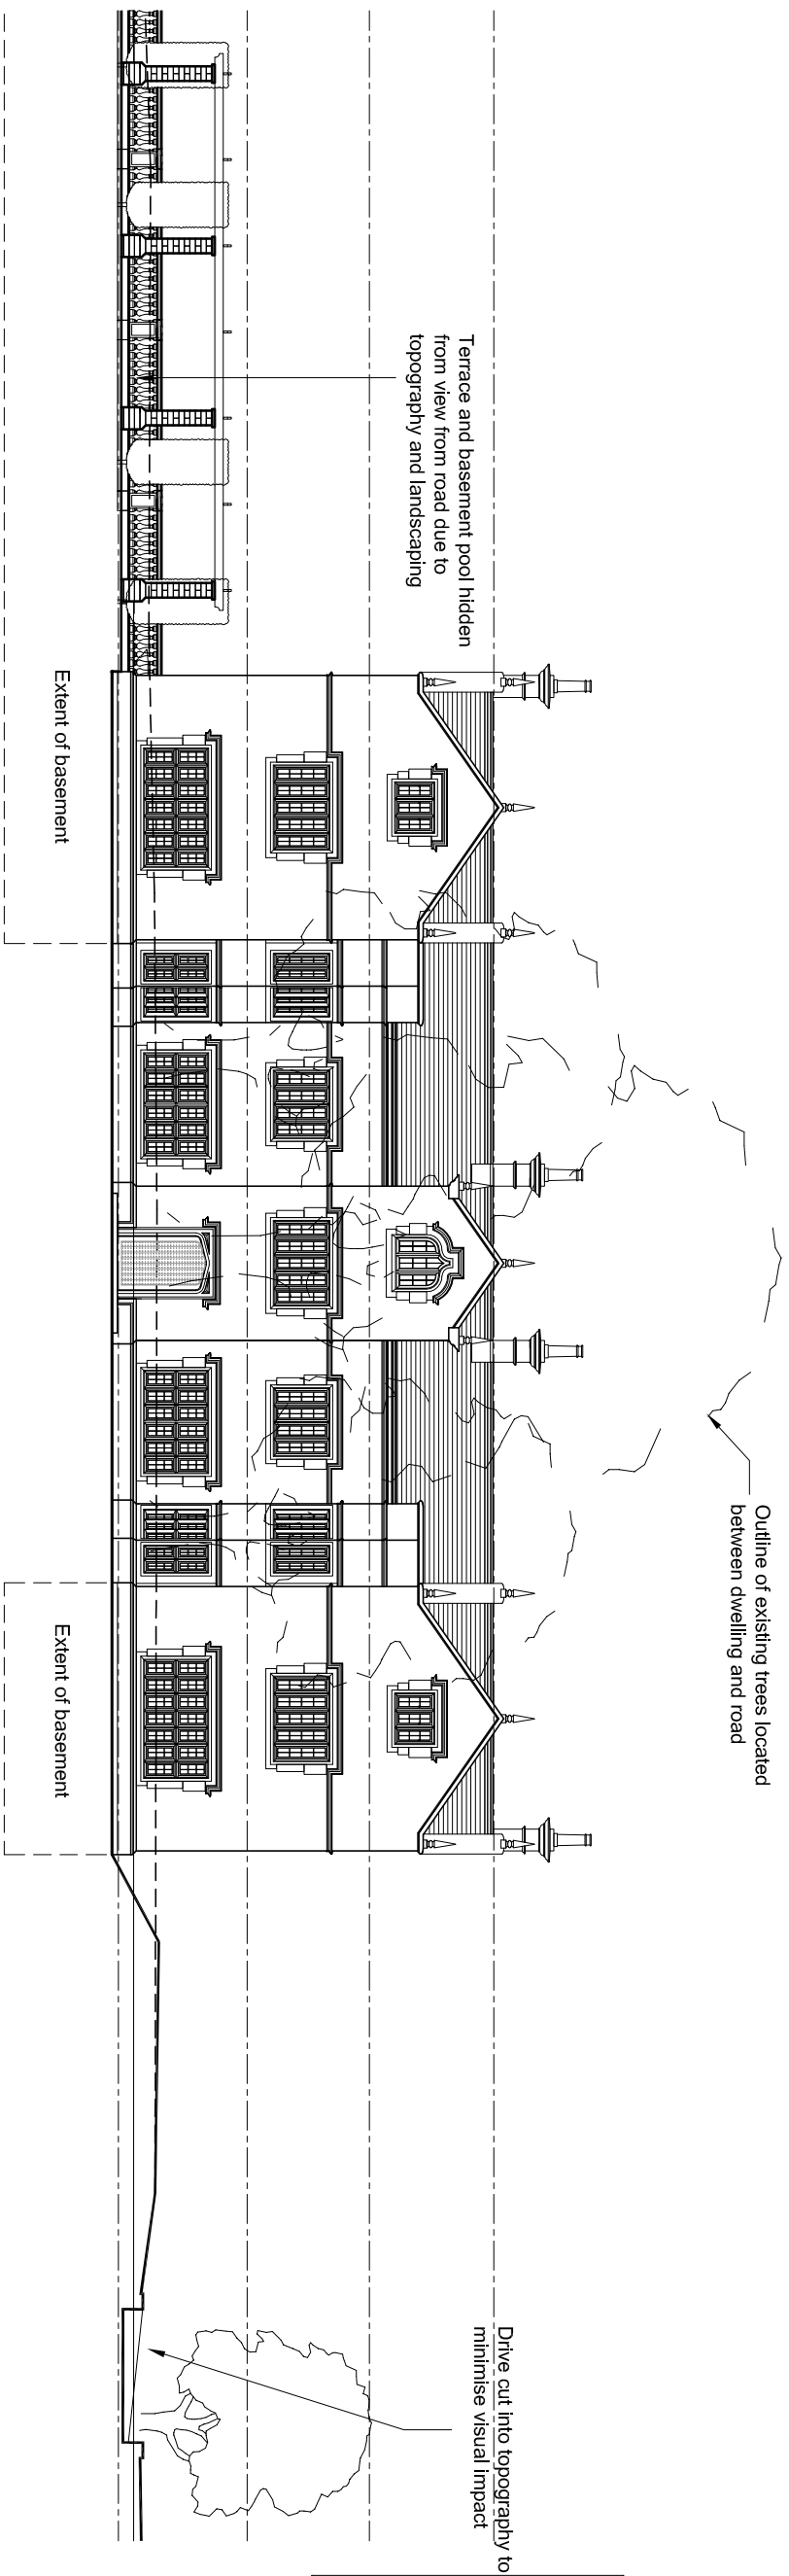 Terrace and basement pool hidden
from view from road due to
topography and landscaping
Extent of basement
Outline of existing trees located
between dwelling and road
Extent of basement
Drive cut into topography to
minimise visual impact